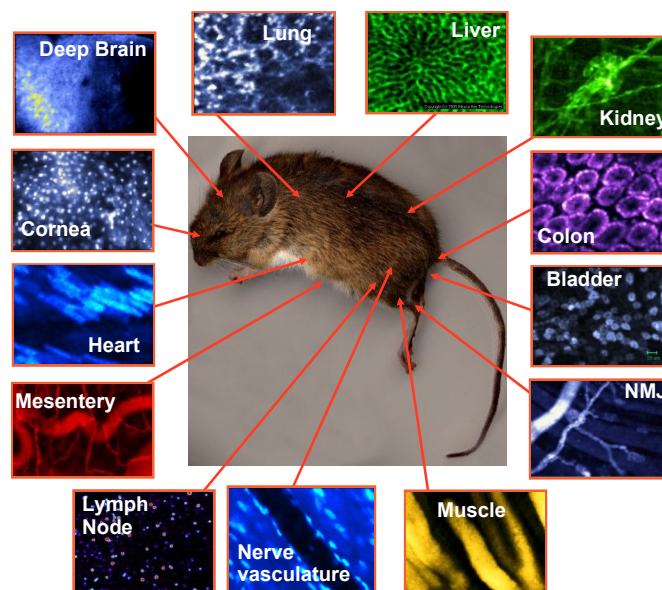 Deep Brain
Lung
Liver
Kidney
Cornea
Colon
Heart
Bladder
Mesentery
NMJ
Lymph
Node
Nerve
vasculature
Muscle